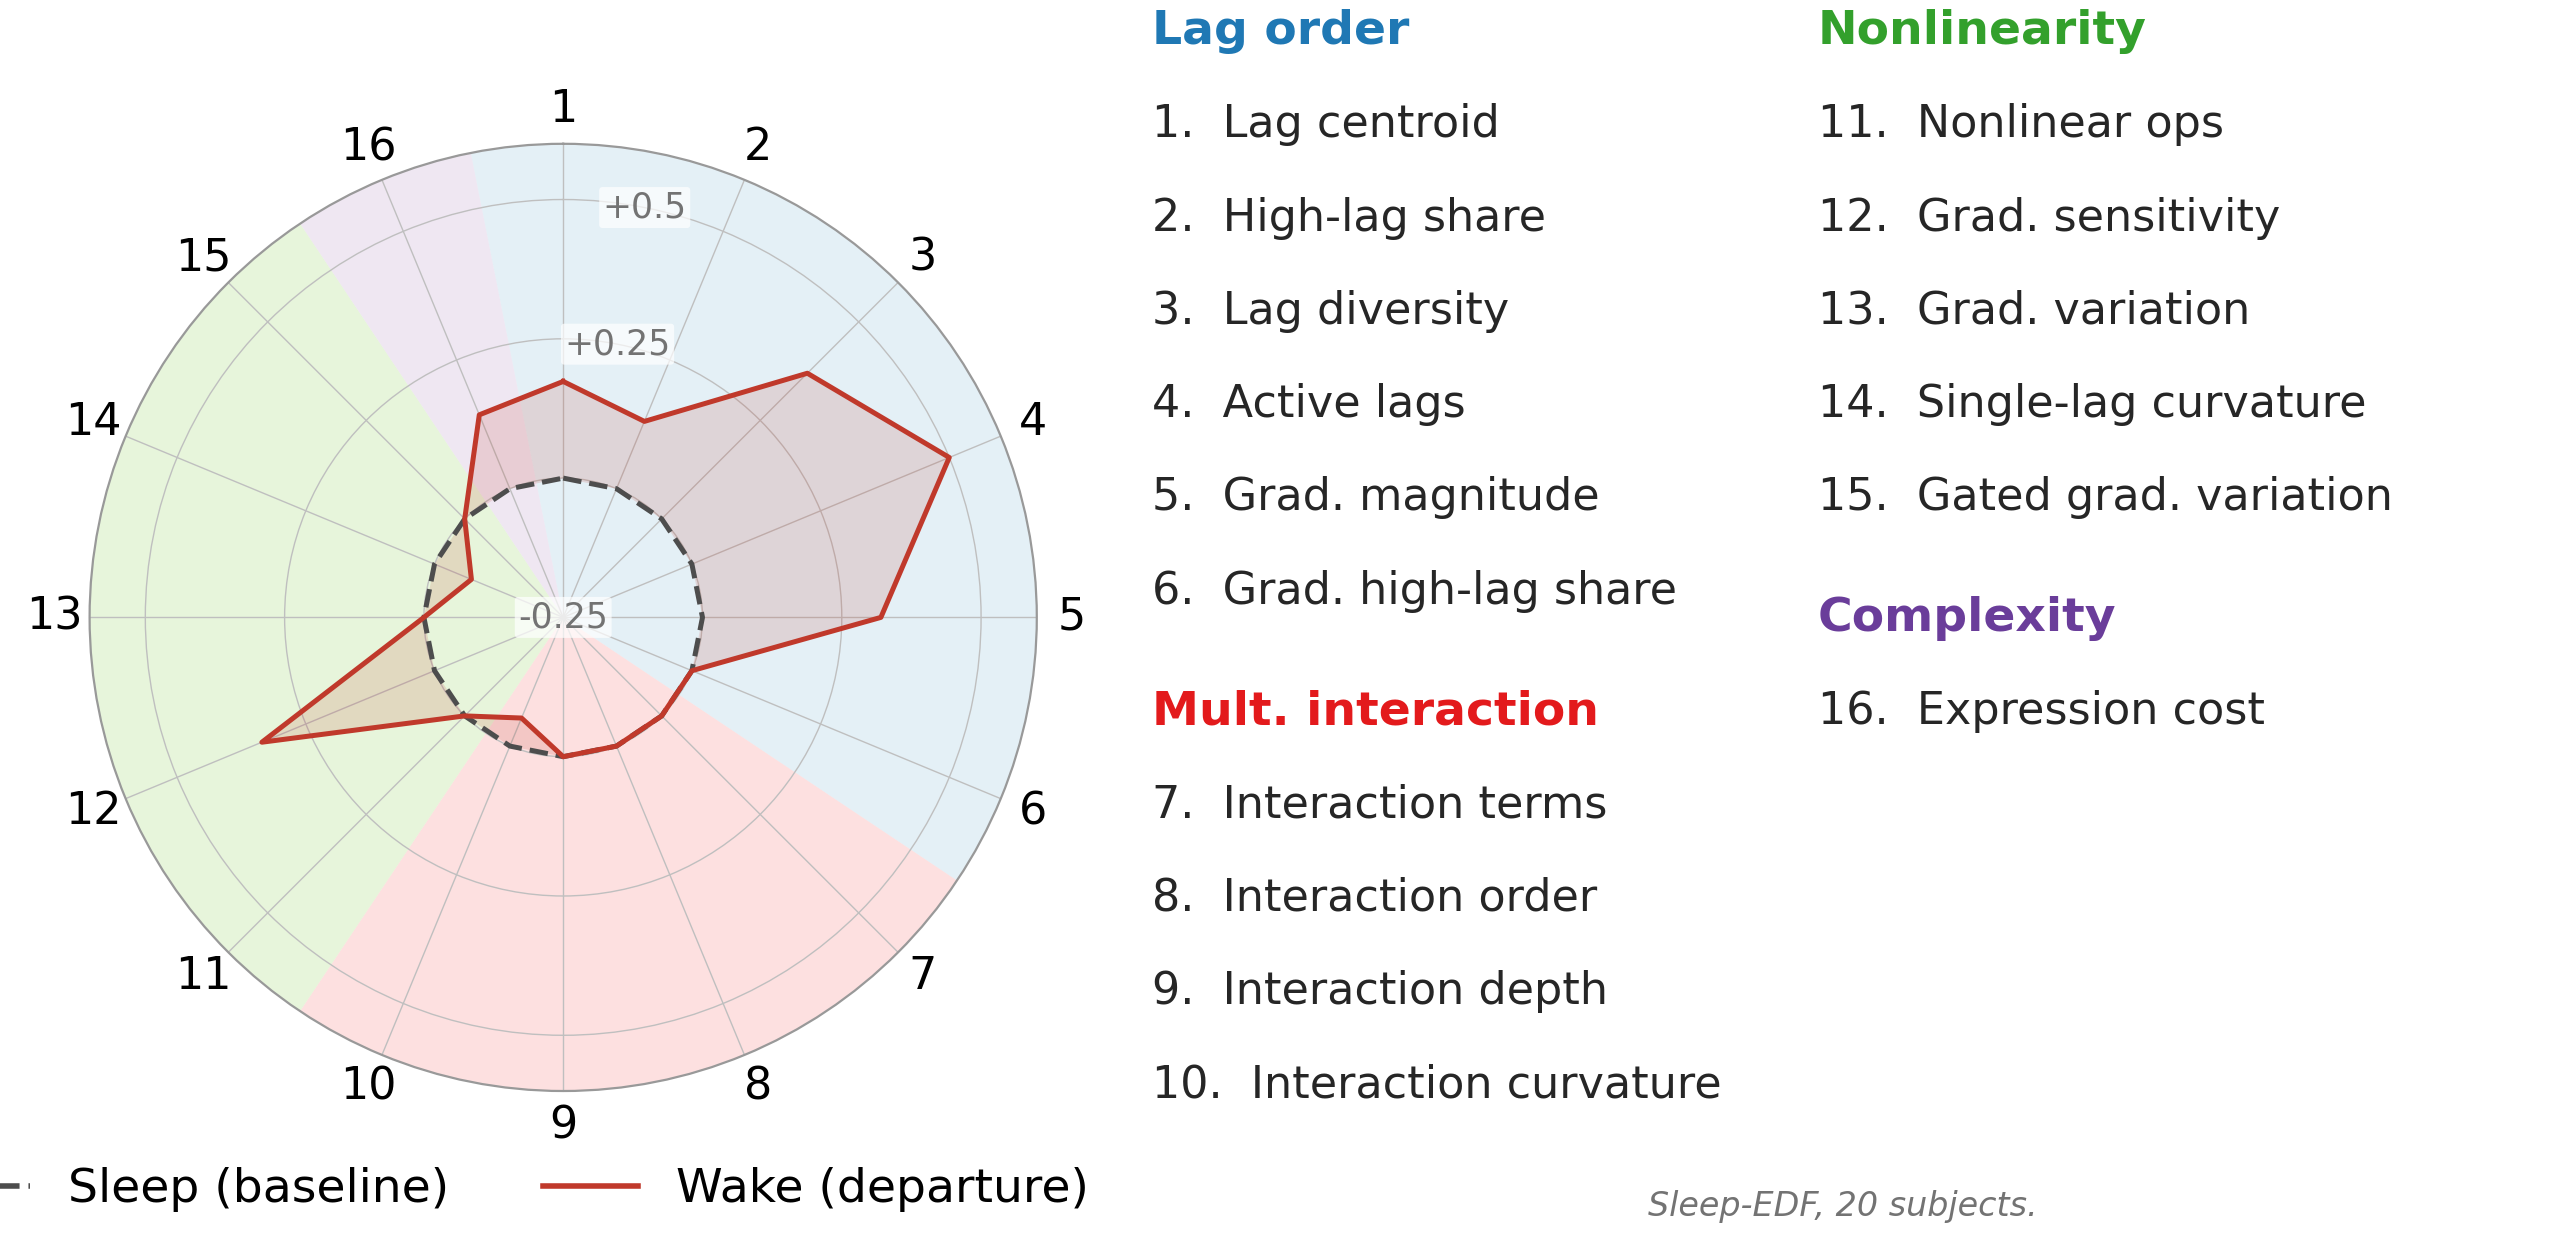 1
2
3
4
5
6
7
8
9
10
11
12
13
14
15
16
+0.5
+0.25
-0.25
Sleep (baseline)
Wake (departure)
Lag order
1. Lag centroid
2. High-lag share
3. Lag diversity
4. Active lags
5. Grad. magnitude
6. Grad. high-lag share
Mult. interaction
7. Interaction terms
8. Interaction order
9. Interaction depth
10. Interaction curvature
Nonlinearity
11. Nonlinear ops
12. Grad. sensitivity
13. Grad. variation
14. Single-lag curvature
15. Gated grad. variation
Complexity
16. Expression cost
Sleep-EDF, 20 subjects.